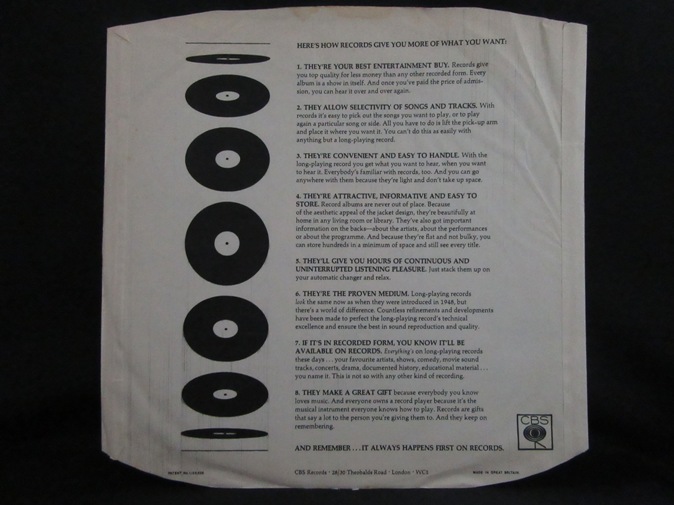 HERE'S HOW RECORDS GIVE YOU MORE OF WHAT YOU WANT:
1. THEY'RE YOUR BEST ENTERTAINMENT BUY. Records give
you top quality for less money than any other recorded form. Every
album is a show in itself. And once you've paid the price of admis-
sion, you can hear it over and over again.
2. THEY ALLOW SELECTIVITY OF SONGS AND TRACKS. With
records it's easy to pick out the songs you want to play, or to play
again a particular song or side. All you have to do is lift the pick-up arm
and place it where you want it. You can't do this as easily with
anything but a long-playing record.
3. THEY'RE CONVENIENT AND EASY TO HANDLE. With the
long-playing record you get what you want to hear, when you want
to hear it. Everybody's familiar with records, too. And you can go
anywhere with them because they're light and don't take up space.
4. THEY'RE ATTRACTIVE, INFORMATIVE AND EASY TO
STORE. Record albums are never out of place. Because
of the aesthetic appeal of the jacket design, they're beautifully at
home in any living room or library. They've also got important
information on the backs—about the artists, about the performances
or about the programme. And because they're flat and not bulky, you
can store hundreds in a minimum of space and still see every title.
5. THEY'LL GIVE YOU HOURS OF CONTINUOUS AND
UNINTERRUPTED LISTENING PLEASURE. Just stack them up on
your automatic changer and relax.
6. THEY'RE THE PROVEN MEDIUM. Long-playing records
look the same now as when they were introduced in 1948, but
there's a world of difference. Countless refinements and developments
have been made to perfect the long-playing record's technical
excellence and ensure the best in sound reproduction and quality.
7. IF IT'S IN RECORDED FORM, YOU KNOW IT'LL BE
AVAILABLE ON RECORDS. Everything's on long-playing records
these days . . . your favourite artists, shows, comedy, movie sound
tracks, concerts, drama, documented history, educational material . . .
you name it. This is not so with any other kind of recording.
8. THEY MAKE A GREAT GIFT because everybody you know
loves music. And everyone owns a record player because it's the
musical instrument everyone knows how to play. Records are gifts
that say a lot to the person you're giving them to. And they keep on
remembering.
CBS
AND REMEMBER . . . IT ALWAYS HAPPENS FIRST ON RECORDS.
CBS Records · 28/30 Theobalds Road · London · WC1
MADE IN GREAT BRITAIN